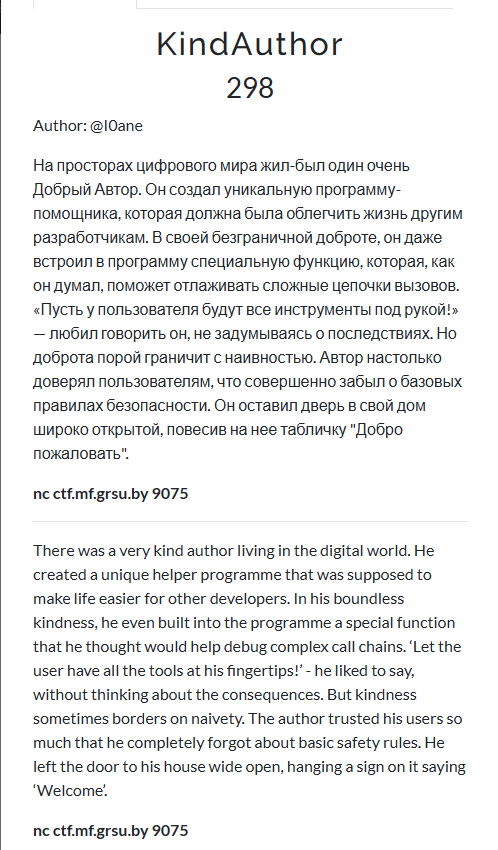 KindAuthor
298
Author: @l0ane
На просторах цифрового мира жил-был один очень
Добрый Автор. Он создал уникальную программу-
помощника, которая должна была облегчить жизнь другим
разработчикам. В своей безграничной доброте, он даже
встроил в программу специальную функцию, которая, как
он думал, поможет отлаживать сложные цепочки вызовов.
«Пусть у пользователя будут все инструменты под рукой!»
— любил говорить он, не задумываясь о последствиях. Но
доброта порой граничит с наивностью. Автор настолько
доверял пользователям, что совершенно забыл о базовых
правилах безопасности. Он оставил дверь в свой дом
широко открытой, повесив на нее табличку "Добро
пожаловать".
nc ctf.mf.grsu.by 9075
There was a very kind author living in the digital world. He
created a unique helper programme that was supposed to
make life easier for other developers. In his boundless
kindness, he even built into the programme a special function
that he thought would help debug complex call chains. ‘Let the
user have all the tools at his fingertips!’ - he liked to say,
without thinking about the consequences. But kindness
sometimes borders on naivety. The author trusted his users so
much that he completely forgot about basic safety rules. He
left the door to his house wide open, hanging a sign on it saying
‘Welcome’.
nc ctf.mf.grsu.by 9075